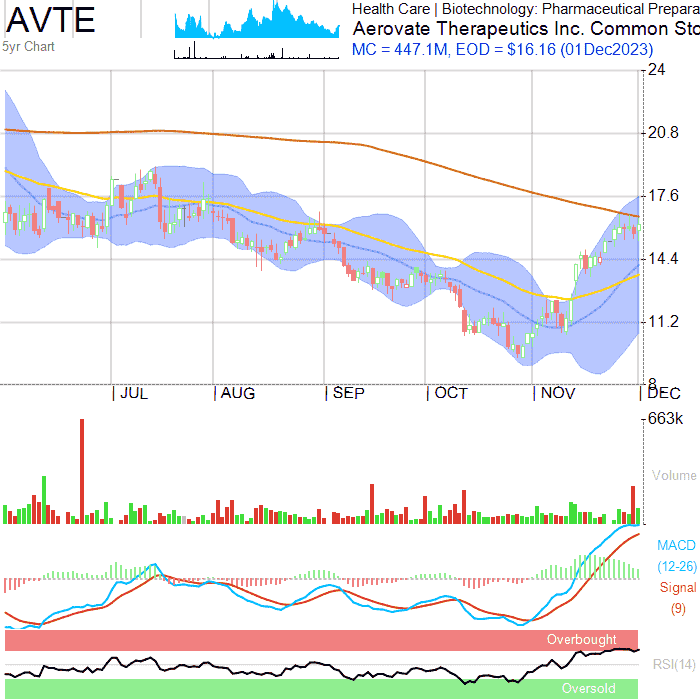 AVTE
5yr Chart
Health Care | Biotechnology: Pharmaceutical Prepara
Aerovate Therapeutics Inc. Common Sto
MC = 447.1M, EOD = $16.16 (01Dec2023)
24
20.8
17.6
14.4
11.2
8
JUL
AUG
SEP
OCT
NOV
DEC
663k
Volume
MACD
(12-26)
Signal
(9)
Overbought
RSI(14)
Oversold